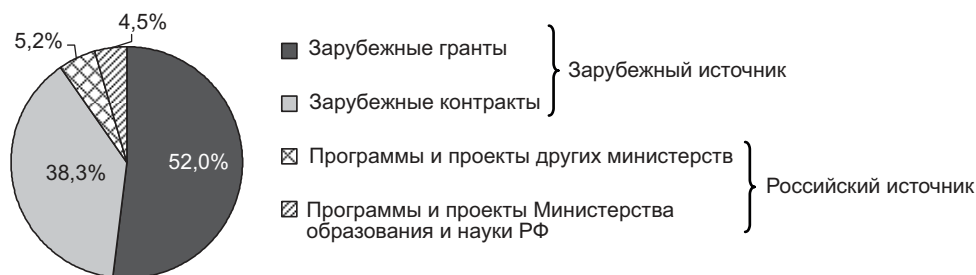 4,5%
5,2%
38,3%
52,0%
Зарубежные гранты
Зарубежные контракты
Зарубежный источник
Программы и проекты других министерств
Программы и проекты Министерства
образования и науки РФ
Российский источник